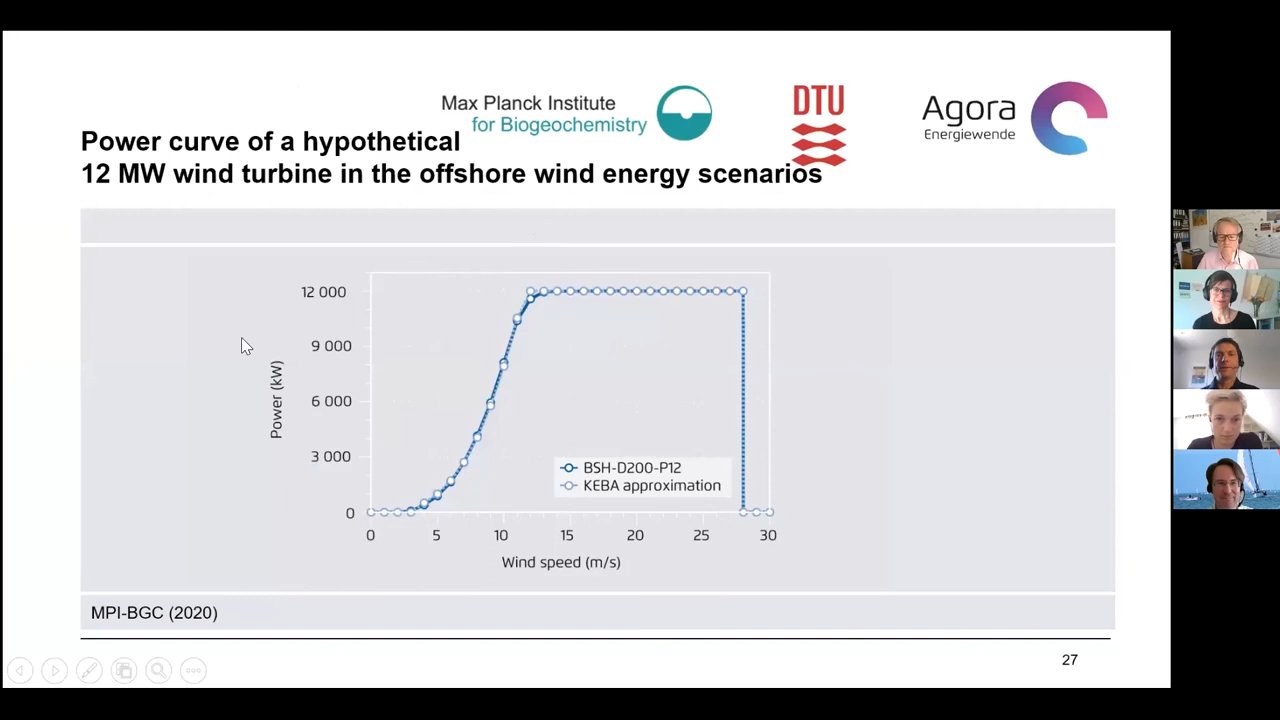 Max Planck Institute
for Biogeochemistry
DTU
Agora
Energiewende
Power curve of a hypothetical
12 MW wind turbine in the offshore wind energy scenarios
12 000
9 000
6 000
3 000
0
Power (kW)
BSH-D200-P12
KEBA approximation
0 5 10 15 20 25 30
Wind speed (m/s)
MPI-BGC (2020)
27